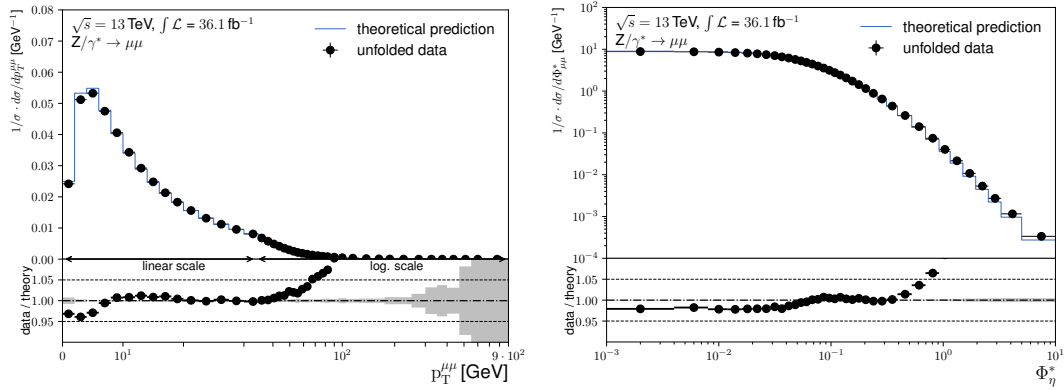 √s = 13 TeV, ∫ L = 36.1 fb⁻¹
Z/γ* → μμ
theoretical prediction
unfolded data
1/σ · dσ/dp_T^μμ [GeV⁻¹]
0.08
0.07
0.06
0.05
0.04
0.03
0.02
0.01
0.00
linear scale
log. scale
data / theory
1.05
1.00
0.95
0
10¹
10²
9·10²
p_T^μμ [GeV]
√s = 13 TeV, ∫ L = 36.1 fb⁻¹
Z/γ* → μμ
theoretical prediction
unfolded data
1/σ · dσ/dΦ*_μμ [GeV⁻¹]
10²
10¹
10⁰
10⁻¹
10⁻²
10⁻³
10⁻⁴
data / theory
1.05
1.00
0.95
10⁻³
10⁻²
10⁻¹
10⁰
10¹
Φ*_η